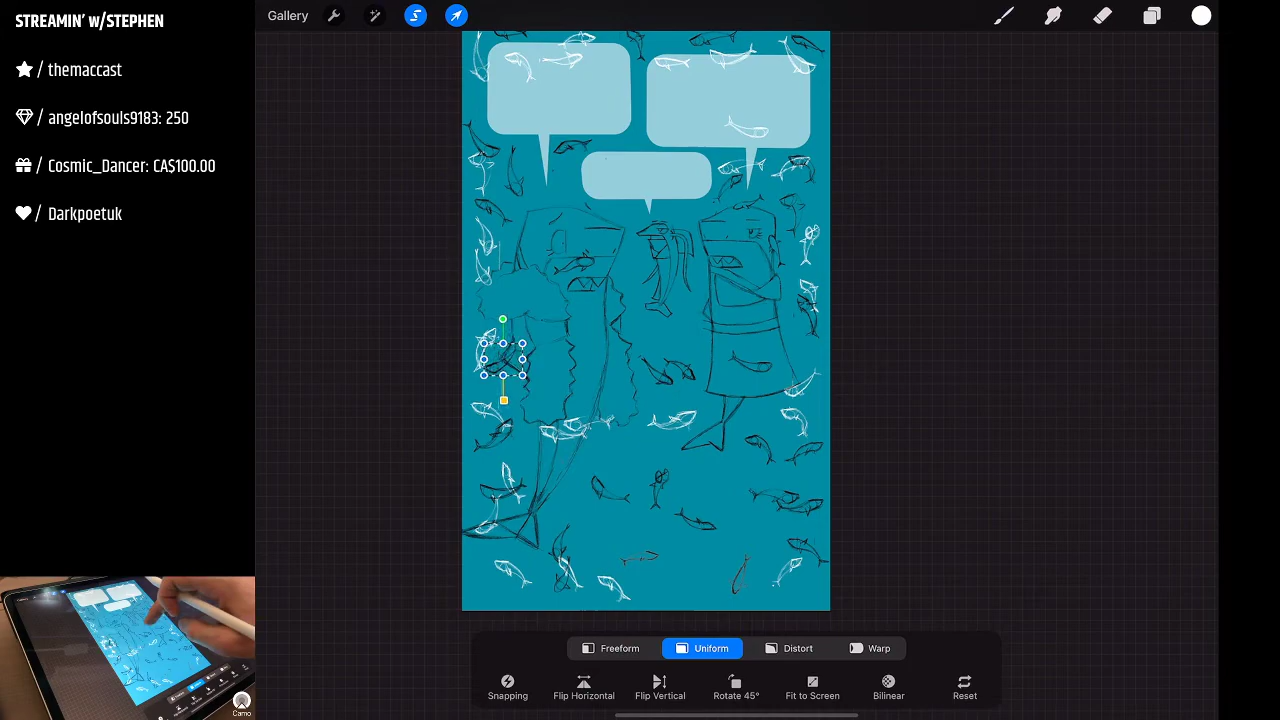 STREAMIN' w/STEPHEN
/ themaccast
/ angelofsouls9183: 250
/ Cosmic_Dancer: CA$100.00
/ Darkpoetuk
Gallery
Freeform
Uniform
Distort
Warp
Snapping
Flip Horizontal
Flip Vertical
Rotate 45°
Fit to Screen
Bilinear
Reset
Camo